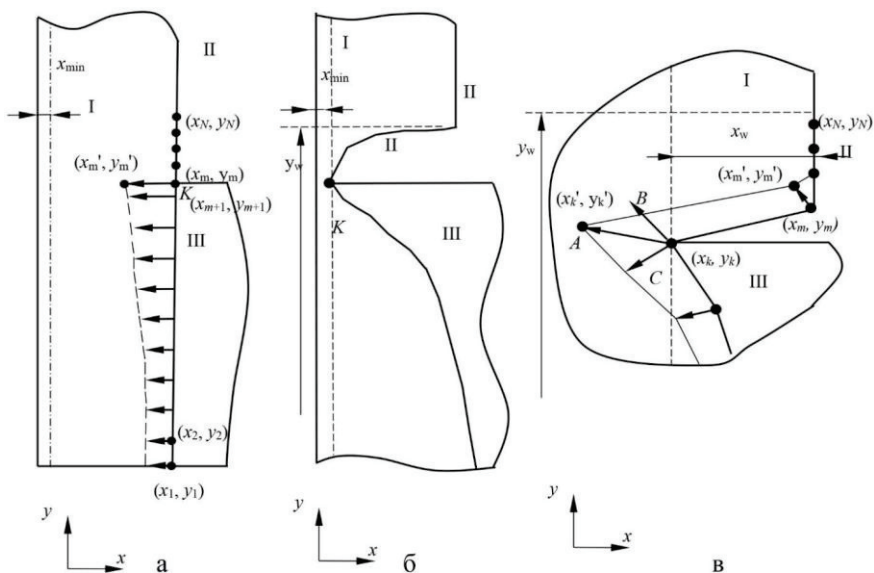 x_min
I
II
(x_N, y_N)
(x_m', y_m')
(x_m, y_m)
K
(x_{m+1}, y_{m+1})
III
(x_2, y_2)
(x_1, y_1)
y
x
а
I
x_min
II
II
y_w
K
III
y
x
б
I
x_w
(x_N, y_N)
II
y_w
(x_m', y_m')
(x_k', y_k')
B
(x_m, y_m)
A
(x_k, y_k)
C
III
y
x
в